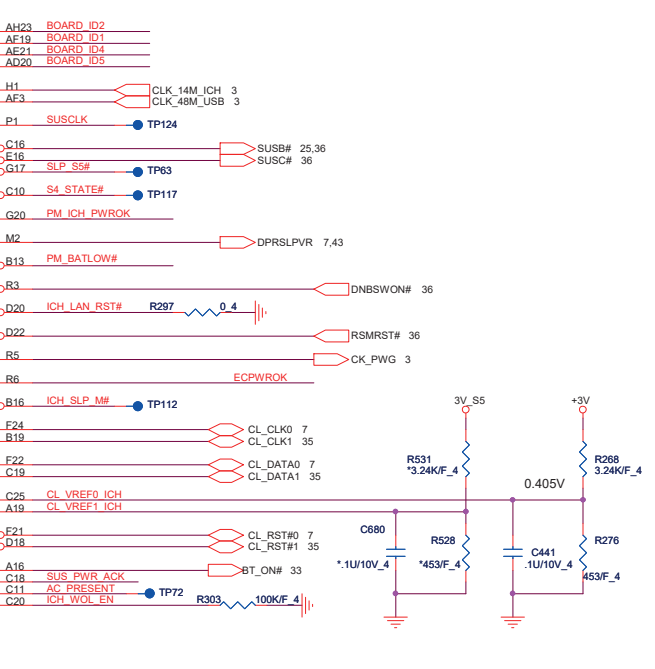 AH23 BOARD_ID2
AF19 BOARD_ID1
AE21 BOARD_ID4
AD20 BOARD_ID5
H1 CLK_14M_ICH 3
AF3 CLK_48M_USB 3
P1 SUSCLK TP124
C16 SUSB# 25,36
E16 SUSC# 36
G17 SLP_S5# TP63
C10 S4_STATE# TP117
G20 PM_ICH_PWROK
M2 DPRSLPVR 7,43
B13 PM_BATLOW#
R3 DNBSWON# 36
D20 ICH_LAN_RST# R297 0_4
D22 RSMRST# 36
R5 CK_PWG 3
R6 ECPWROK
B16 ICH_SLP_M# TP112
3V_S5 +3V
F24 CL_CLK0 7
B19 CL_CLK1 35
F22 CL_DATA0 7
C19 CL_DATA1 35
R531 R268
*3.24K/F_4 3.24K/F_4
0.405V
C25 CL_VREF0_ICH
A19 CL_VREF1_ICH
F21 CL_RST#0 7
D18 CL_RST#1 35
C680 R528 C441 R276
*.1U/10V_4 *453/F_4 .1U/10V_4 453/F_4
A16 BT_ON# 33
C18 SUS_PWR_ACK
C11 AC_PRESENT TP72
C20 ICH_WOL_EN R303 100K/F_4